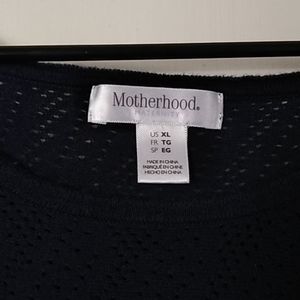 Motherhood®
MATERNITY
US XL
FR TG
SP EG
MADE IN CHINA
FABRIQUÉ EN CHINE
HECHO EN CHINA